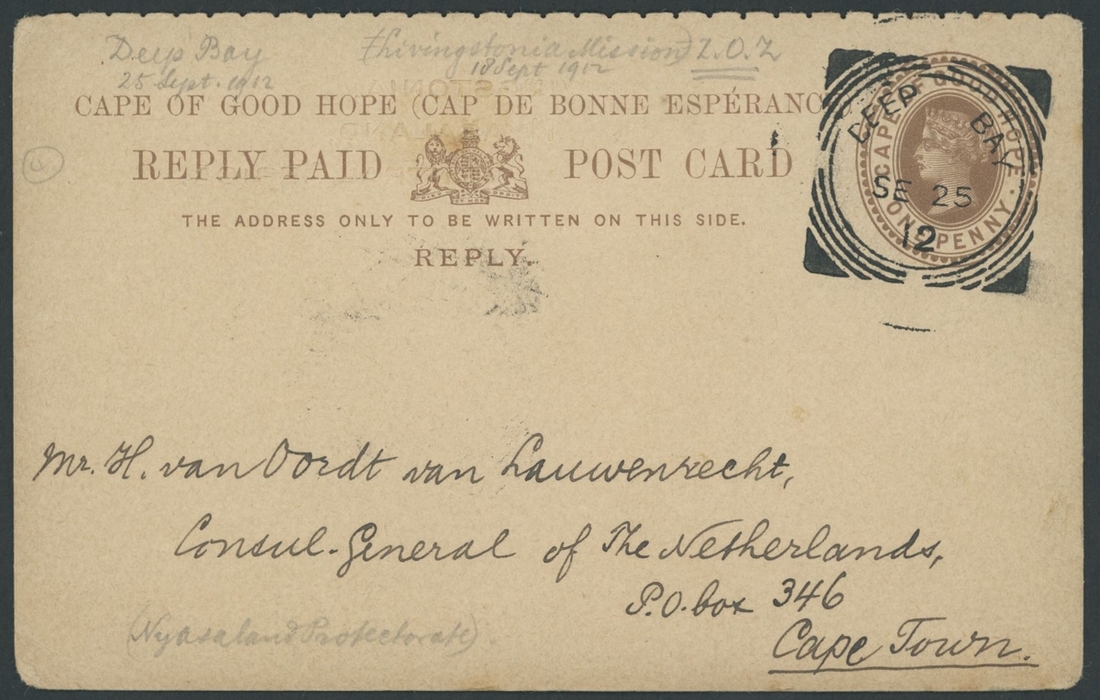 Deep Bay (Livingstonia Mission) Z.O.Z
25 Sept. 1912 18 Sept 1912
CAPE OF GOOD HOPE (CAP DE BONNE ESPÉRANC
REPLY PAID POST CARD
THE ADDRESS ONLY TO BE WRITTEN ON THIS SIDE.
REPLY.
CAPE OF GOOD HOPE.
ONE PENNY.
DEEP BAY
SE 25
12
Mr. H. van Oordt van Lauwenrecht,
Consul-General of The Netherlands,
P.O. box 346
Cape Town.
(Nyasaland Protectorate).